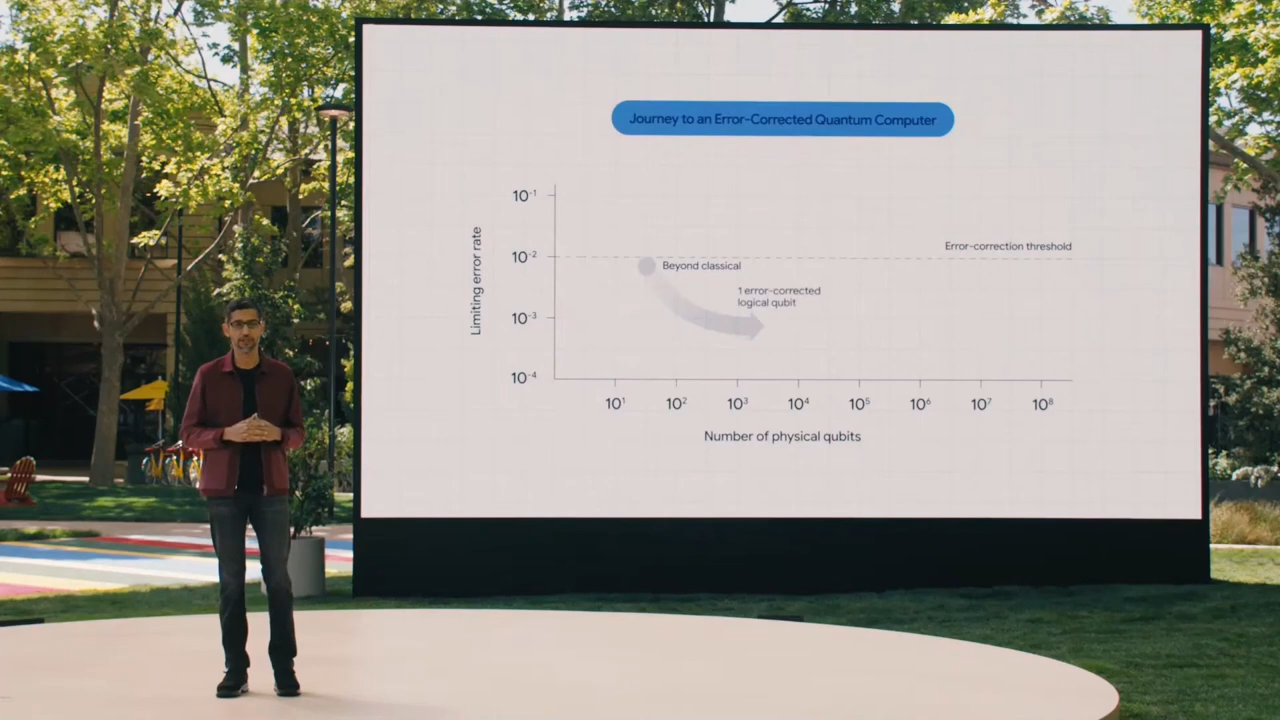 Journey to an Error-Corrected Quantum Computer
10⁻¹
Error-correction threshold
10⁻²
Beyond classical
1 error-corrected
logical qubit
Limiting error rate
10⁻³
10⁻⁴
10¹ 10² 10³ 10⁴ 10⁵ 10⁶ 10⁷ 10⁸
Number of physical qubits